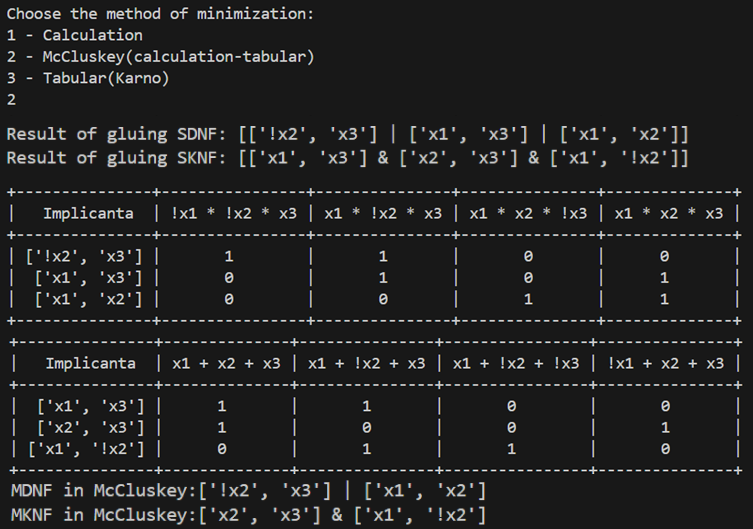 Choose the method of minimization:
1 - Calculation
2 - McCluskey(calculation-tabular)
3 - Tabular(Karno)
2
Result of gluing SDNF: [['!x2', 'x3'] | ['x1', 'x3'] | ['x1', 'x2']]
Result of gluing SKNF: [['x1', 'x3'] & ['x2', 'x3'] & ['x1', '!x2']]
+---------------+---------------+--------------+--------------+--------------+
|   Implicanta  | !x1 * !x2 * x3 | x1 * !x2 * x3 | x1 * x2 * !x3 | x1 * x2 * x3 |
+---------------+---------------+--------------+--------------+--------------+
| ['!x2', 'x3'] |       1       |       1      |       0      |       0      |
|  ['x1', 'x3'] |       0       |       1      |       0      |       1      |
|  ['x1', 'x2'] |       0       |       0      |       1      |       1      |
+---------------+---------------+--------------+--------------+--------------+
+---------------+--------------+---------------+---------------+--------------+
|   Implicanta  | x1 + x2 + x3 | x1 + !x2 + x3 | x1 + !x2 + !x3 | !x1 + x2 + x3 |
+---------------+--------------+---------------+---------------+--------------+
|  ['x1', 'x3'] |      1       |       1       |       0       |       0      |
|  ['x2', 'x3'] |      1       |       0       |       0       |       1      |
| ['x1', '!x2'] |      0       |       1       |       1       |       0      |
+---------------+--------------+---------------+---------------+--------------+
MDNF in McCluskey:['!x2', 'x3'] | ['x1', 'x2']
MKNF in McCluskey:['x2', 'x3'] & ['x1', '!x2']